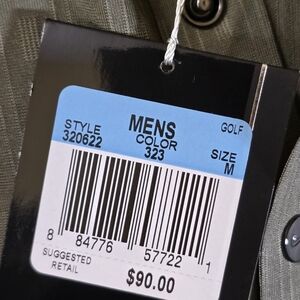 MENS GOLF
STYLE COLOR SIZE
320622 323 M
8 84776 57722 1
SUGGESTED
RETAIL $90.00